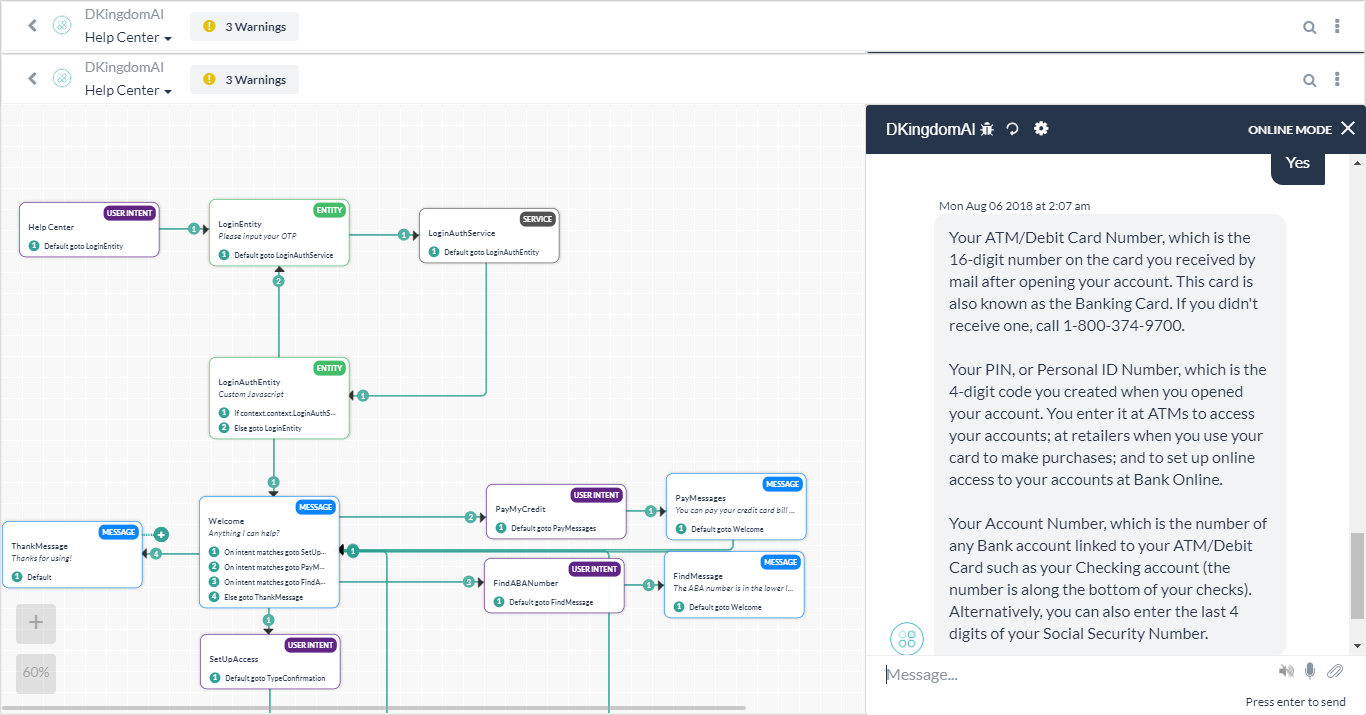 DKingdomAI
Help Center
3 Warnings
DKingdomAI
Help Center
3 Warnings
USER INTENT
Help Center
1 Default goto LoginEntity
1
ENTITY
LoginEntity
Please input your OTP
1 Default goto LoginAuthService
1
SERVICE
LoginAuthService
1 Default goto LoginAuthEntity
2
ENTITY
LoginAuthEntity
Custom Javascript
1 If context.context.LoginAuthS...
2 Else goto LoginEntity
1
1
MESSAGE
Welcome
Anything I can help?
1 On intent matches goto SetUp...
2 On intent matches goto PayM...
3 On intent matches goto FindA...
4 Else goto ThankMessage
MESSAGE
ThankMessage
Thanks for using!
1 Default
4
2
USER INTENT
PayMyCredit
1 Default goto PayMessages
1
MESSAGE
PayMessages
You can pay your credit card bill ...
1 Default goto Welcome
1
3
USER INTENT
FindABANumber
1 Default goto FindMessage
1
MESSAGE
FindMessage
The ABA number is in the lower l...
1 Default goto Welcome
1
USER INTENT
SetUpAccess
1 Default goto TypeConfirmation
+
60%
DKingdomAI
ONLINE MODE
Yes
Mon Aug 06 2018 at 2:07 am
Your ATM/Debit Card Number, which is the
16-digit number on the card you received by
mail after opening your account. This card is
also known as the Banking Card. If you didn't
receive one, call 1-800-374-9700.
Your PIN, or Personal ID Number, which is the
4-digit code you created when you opened
your account. You enter it at ATMs to access
your accounts; at retailers when you use your
card to make purchases; and to set up online
access to your accounts at Bank Online.
Your Account Number, which is the number of
any Bank account linked to your ATM/Debit
Card such as your Checking account (the
number is along the bottom of your checks).
Alternatively, you can also enter the last 4
digits of your Social Security Number.
Message...
Press enter to send